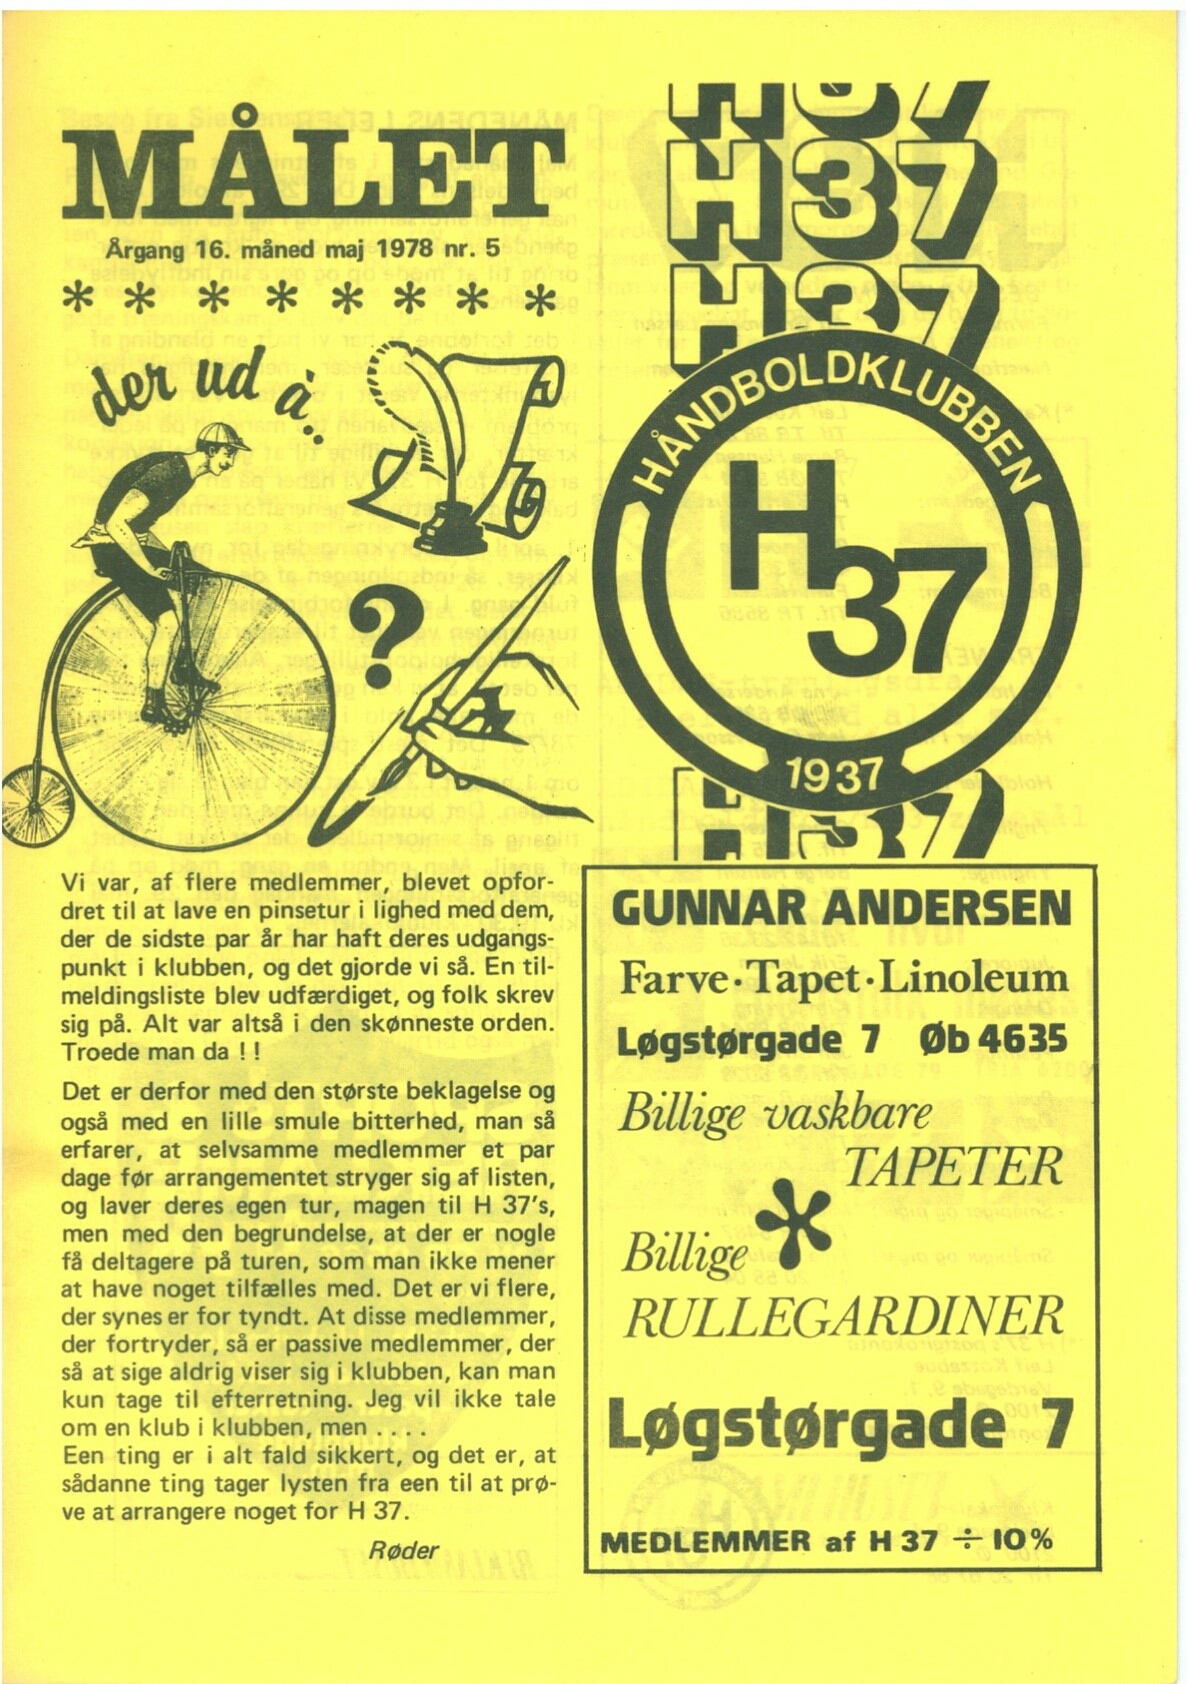 MÅLET
Årgang 16. måned maj 1978 nr. 5
* * * * * * * *
der ud å...
?
H37
H37
H37
HÅNDBOLDKLUBBEN
H37
1937
H37
Vi var, af flere medlemmer, blevet opfor-
dret til at lave en pinsetur i lighed med dem,
der de sidste par år har haft deres udgangs-
punkt i klubben, og det gjorde vi så. En til-
meldingsliste blev udfærdiget, og folk skrev
sig på. Alt var altså i den skønneste orden.
Troede man da ! !
Det er derfor med den største beklagelse og
også med en lille smule bitterhed, man så
erfarer, at selvsamme medlemmer et par
dage før arrangementet stryger sig af listen,
og laver deres egen tur, magen til H 37's,
men med den begrundelse, at der er nogle
få deltagere på turen, som man ikke mener
at have noget tilfælles med. Det er vi flere,
der synes er for tyndt. At disse medlemmer,
der fortryder, så er passive medlemmer, der
så at sige aldrig viser sig i klubben, kan man
kun tage til efterretning. Jeg vil ikke tale
om en klub i klubben, men . . . .
Een ting er i alt fald sikkert, og det er, at
sådanne ting tager lysten fra een til at prø-
ve at arrangere noget for H 37.
Røder
GUNNAR ANDERSEN
Farve · Tapet · Linoleum
Løgstørgade 7 Øb 4635
Billige vaskbare
TAPETER
Billige
RULLEGARDINER
Løgstørgade 7
MEDLEMMER af H 37 ÷ 10%